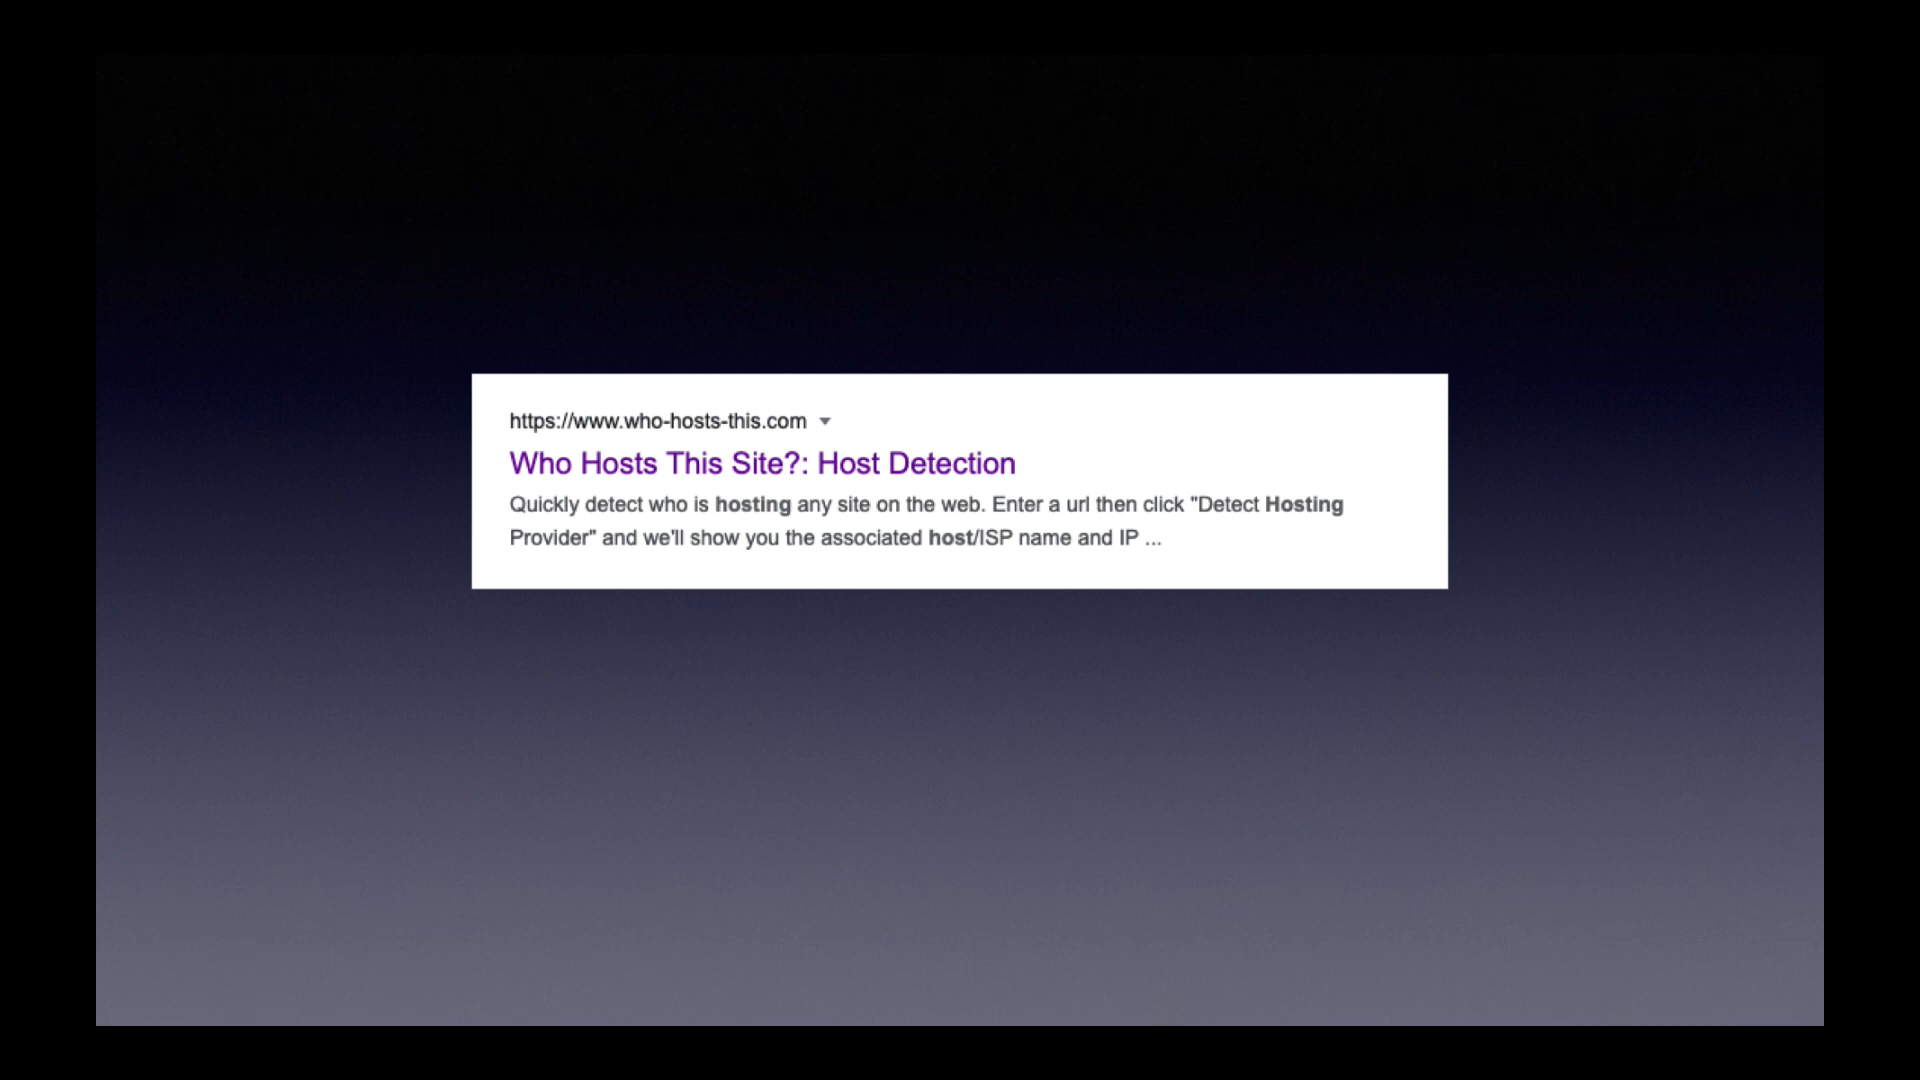 https://www.who-hosts-this.com
Who Hosts This Site?: Host Detection
Quickly detect who is hosting any site on the web. Enter a url then click "Detect Hosting
Provider" and we'll show you the associated host/ISP name and IP ...